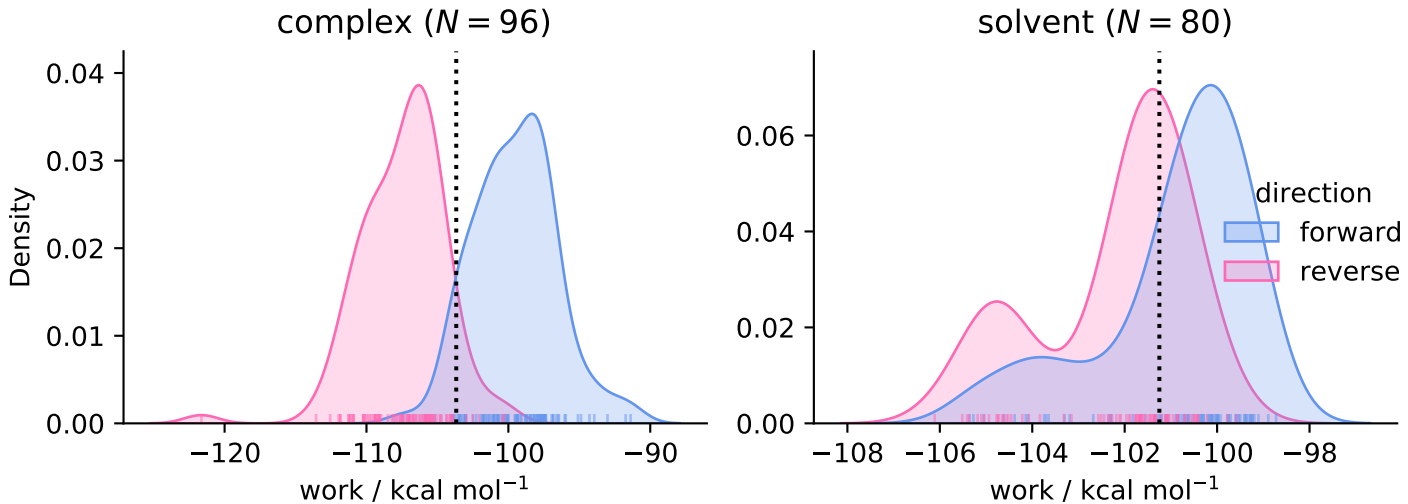 complex (N = 96)
Density
0.04
0.03
0.02
0.01
0.00
−120
−110
−100
−90
work / kcal mol⁻¹
solvent (N = 80)
0.06
0.04
0.02
0.00
−108
−106
−104
−102
−100
−98
work / kcal mol⁻¹
direction
forward
reverse